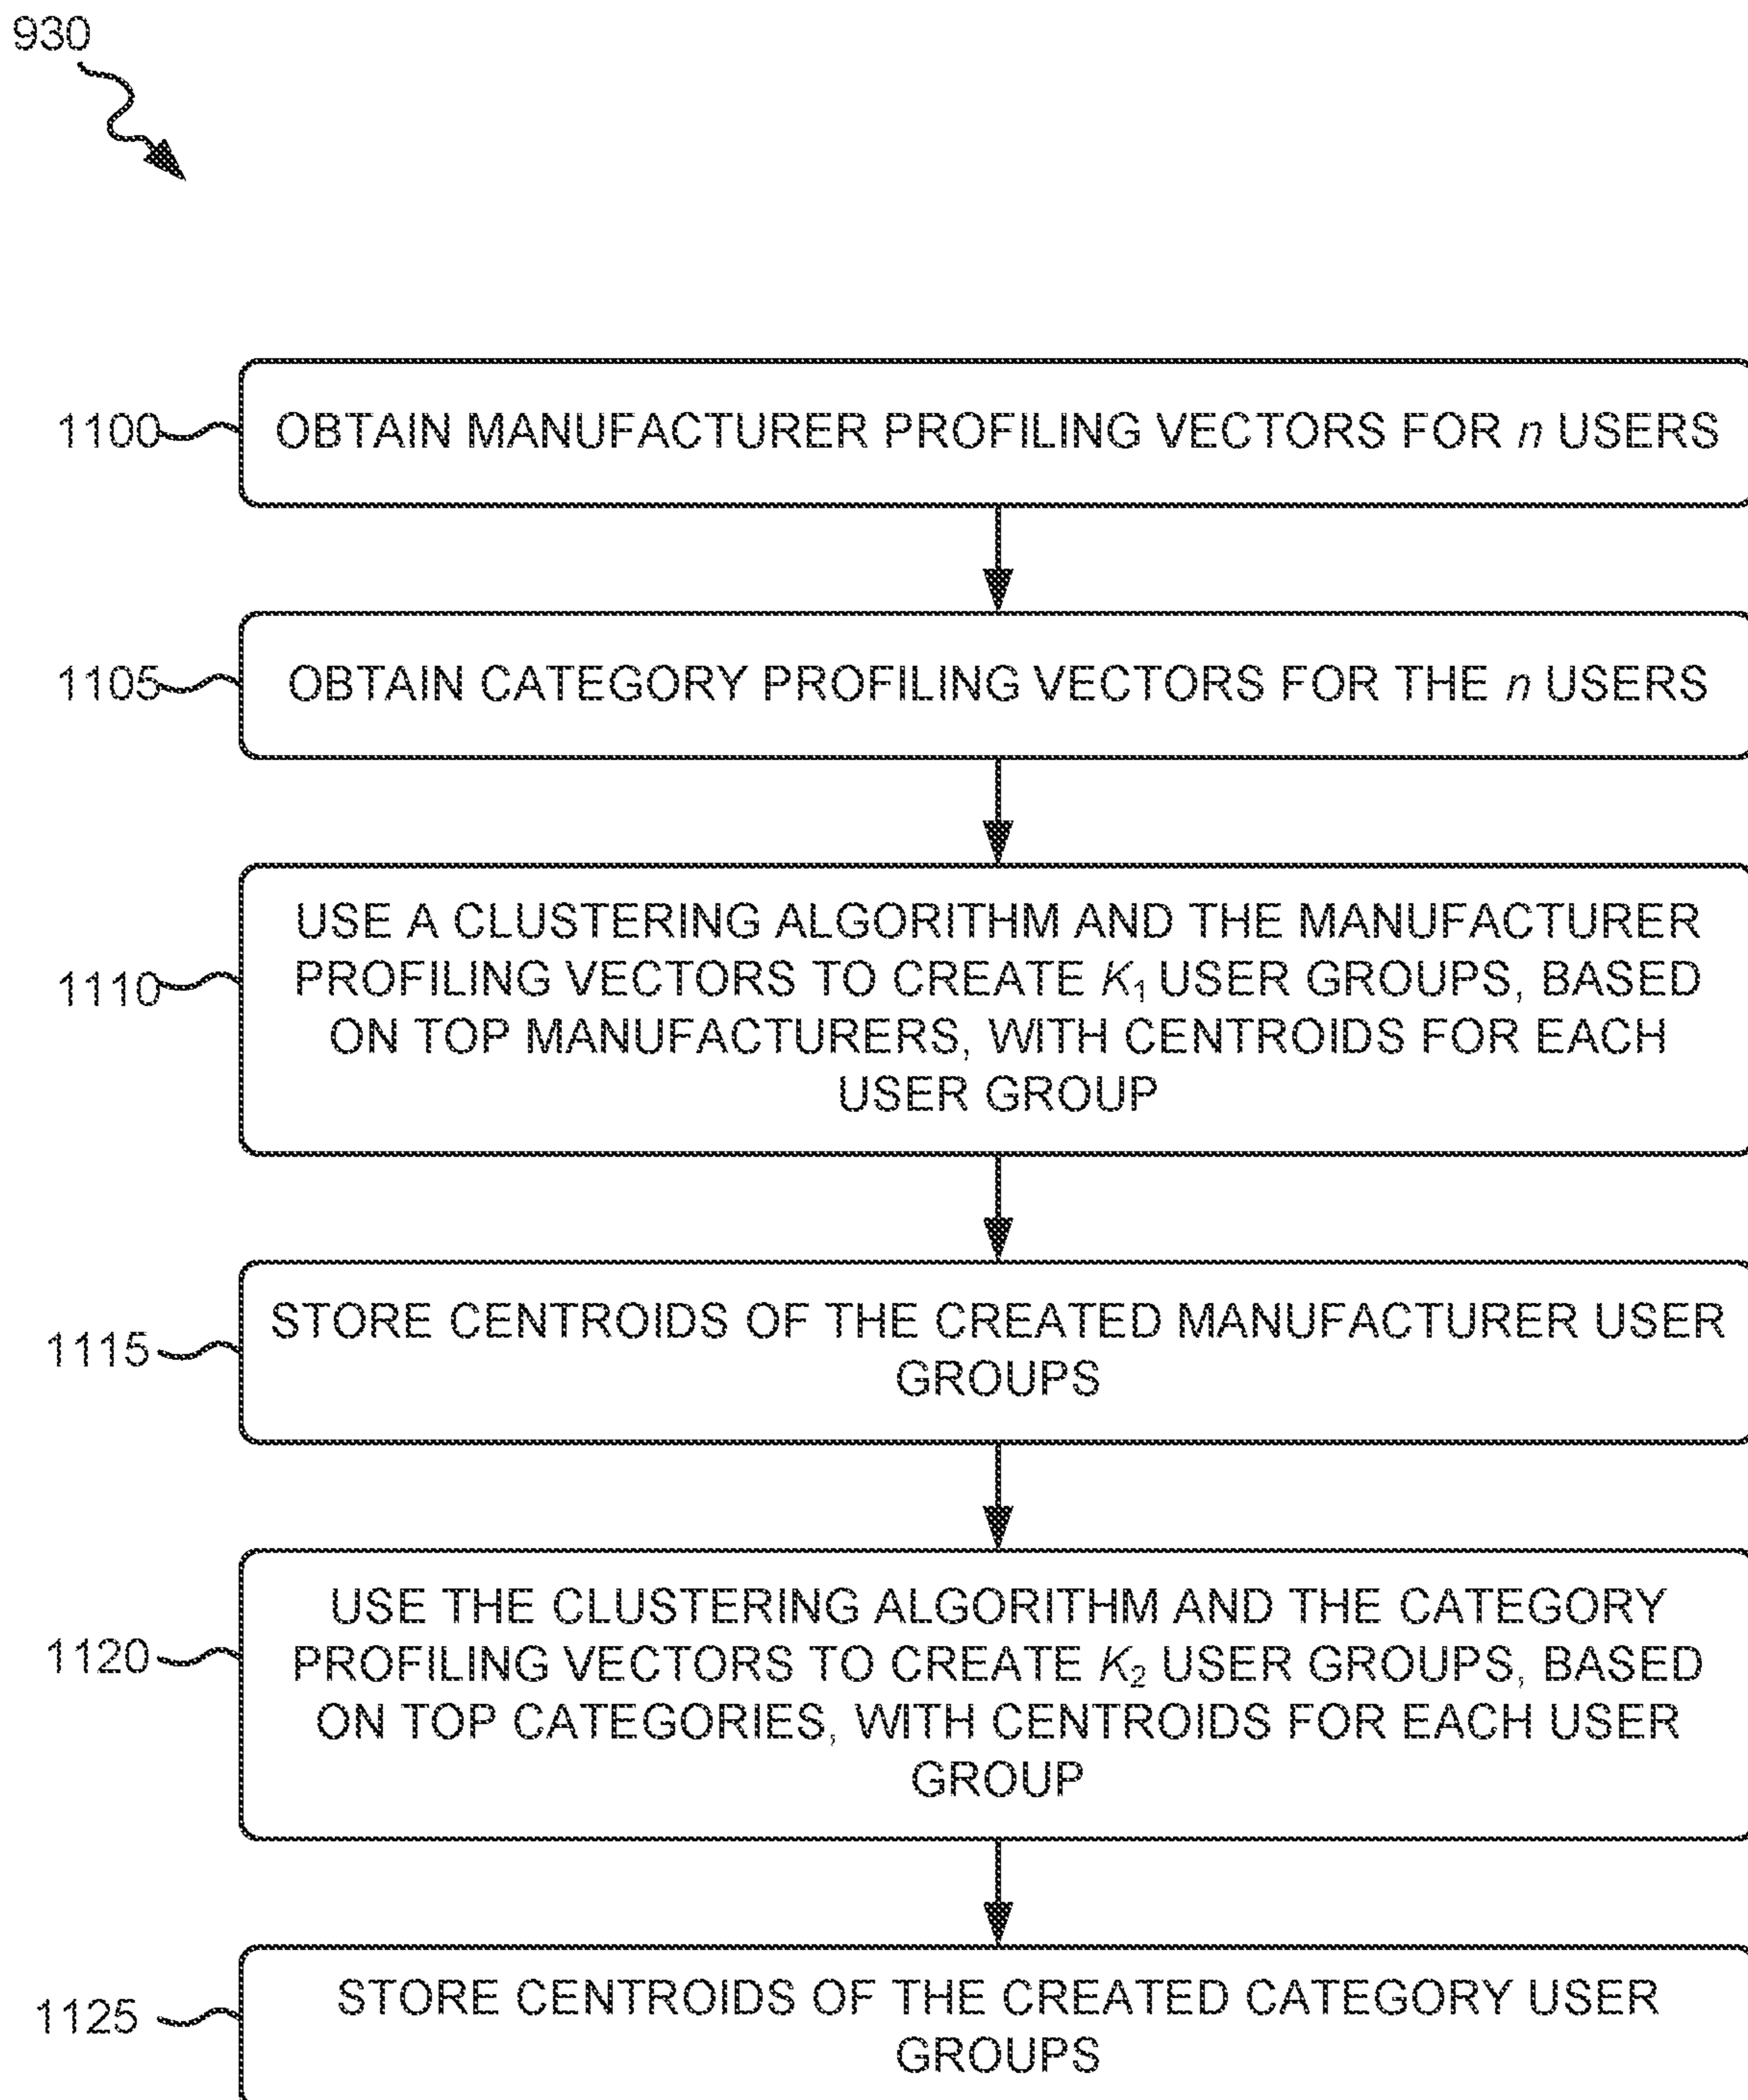 930
1100
OBTAIN MANUFACTURER PROFILING VECTORS FOR n USERS
1105
OBTAIN CATEGORY PROFILING VECTORS FOR THE n USERS
1110
USE A CLUSTERING ALGORITHM AND THE MANUFACTURER
PROFILING VECTORS TO CREATE K₁ USER GROUPS, BASED
ON TOP MANUFACTURERS, WITH CENTROIDS FOR EACH
USER GROUP
1115
STORE CENTROIDS OF THE CREATED MANUFACTURER USER
GROUPS
1120
USE THE CLUSTERING ALGORITHM AND THE CATEGORY
PROFILING VECTORS TO CREATE K₂ USER GROUPS, BASED
ON TOP CATEGORIES, WITH CENTROIDS FOR EACH USER
GROUP
1125
STORE CENTROIDS OF THE CREATED CATEGORY USER
GROUPS